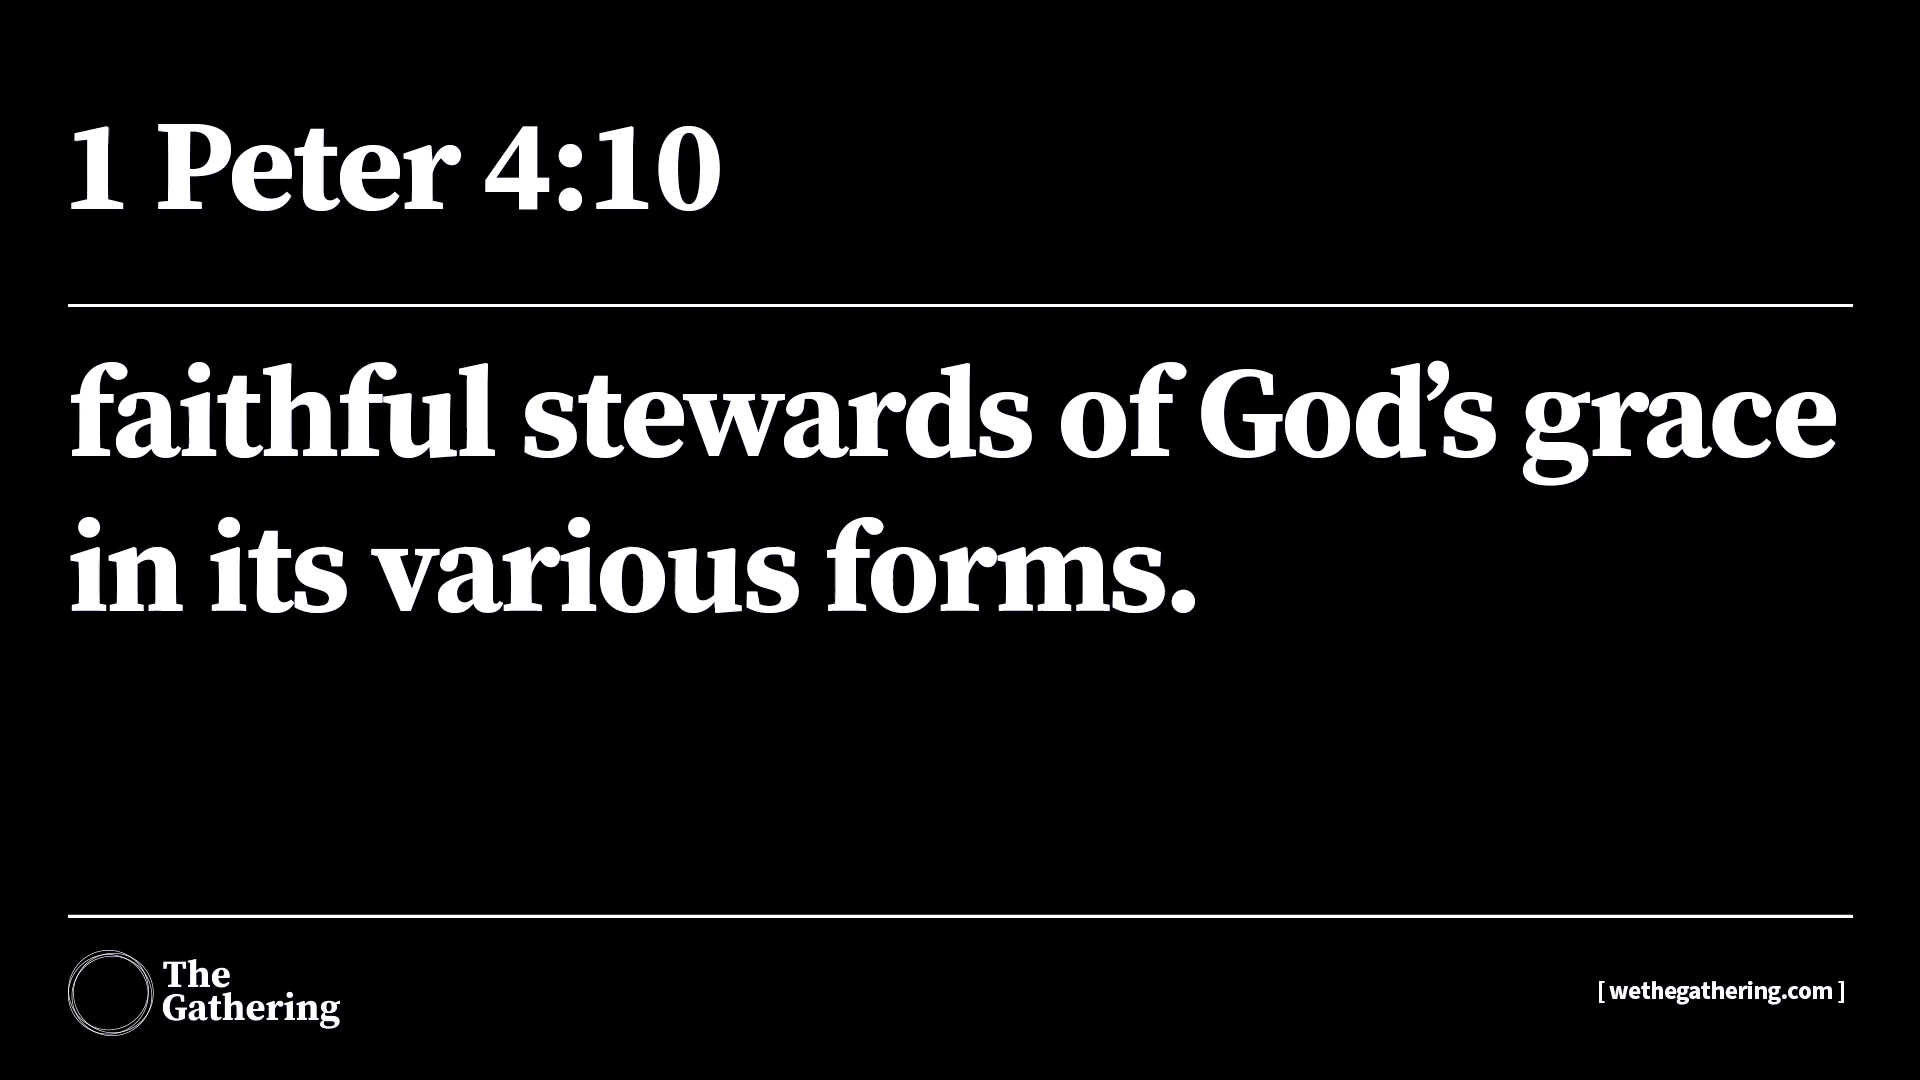 1 Peter 4:10
faithful stewards of God’s grace
in its various forms.
The
Gathering
[ wethegathering.com ]